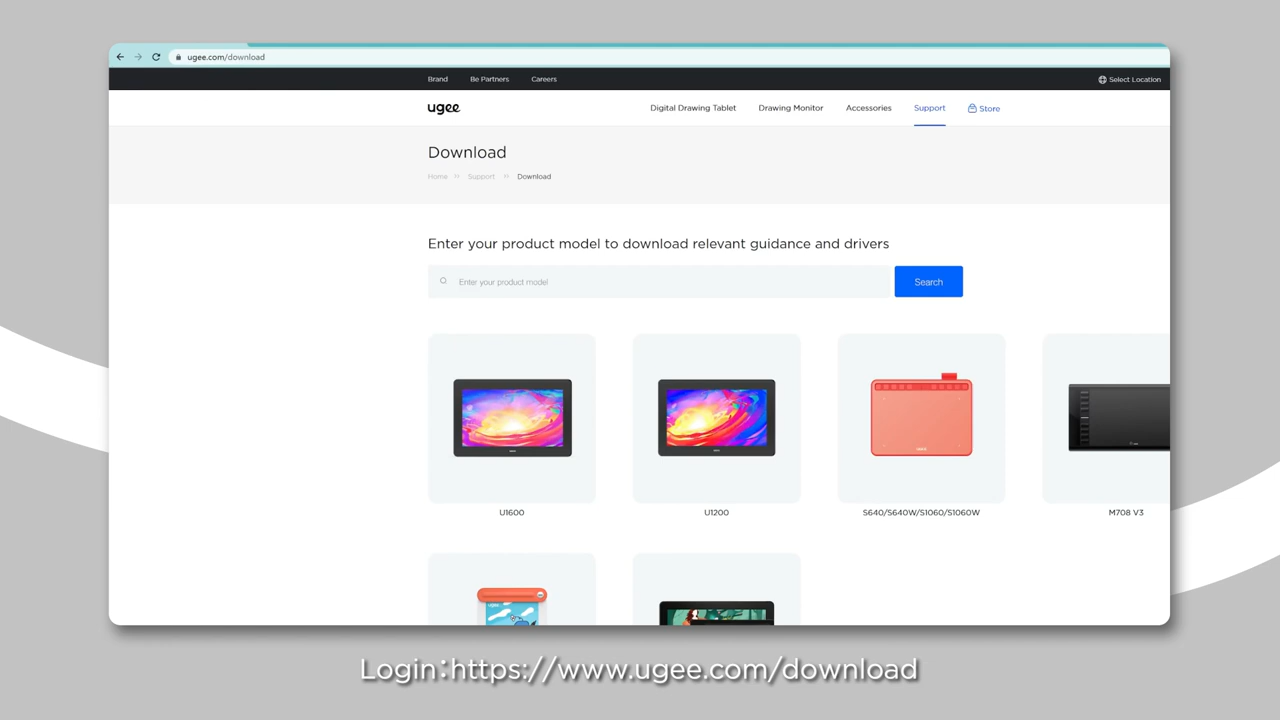 ugee.com/download
Brand Be Partners Careers Select Location
ugee Digital Drawing Tablet Drawing Monitor Accessories Support Store
Download
Home Support Download
Enter your product model to download relevant guidance and drivers
Enter your product model Search
U1600 U1200 S640/S640W/S1060/S1060W M708 V3
Login:https://www.ugee.com/download